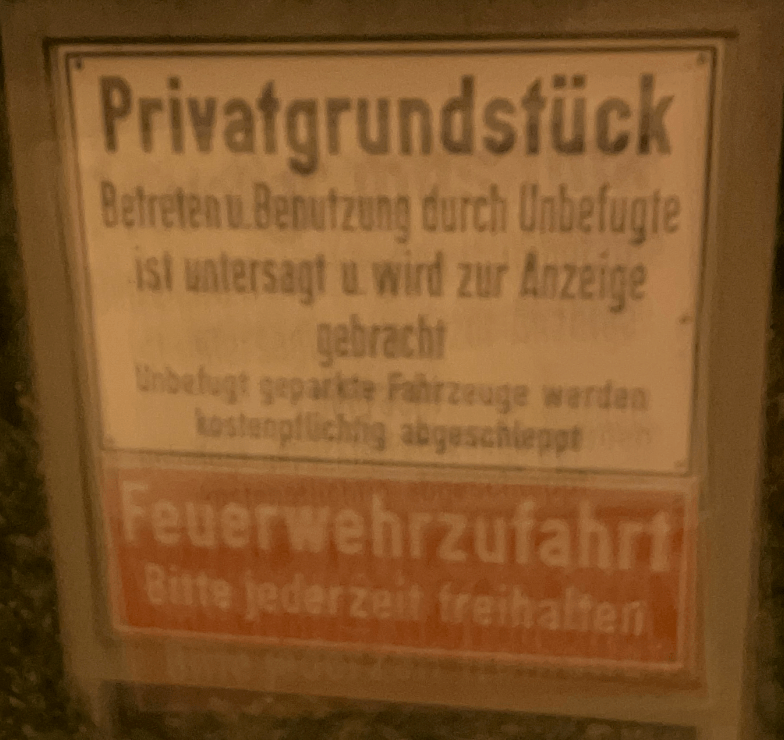 Privatgrundstück
Betreten u. Benutzung durch Unbefugte
ist untersagt u. wird zur Anzeige
gebracht
Unbefugt geparkte Fahrzeuge werden
kostenpflichtig abgeschleppt
Feuerwehrzufahrt
Bitte jederzeit freihalten